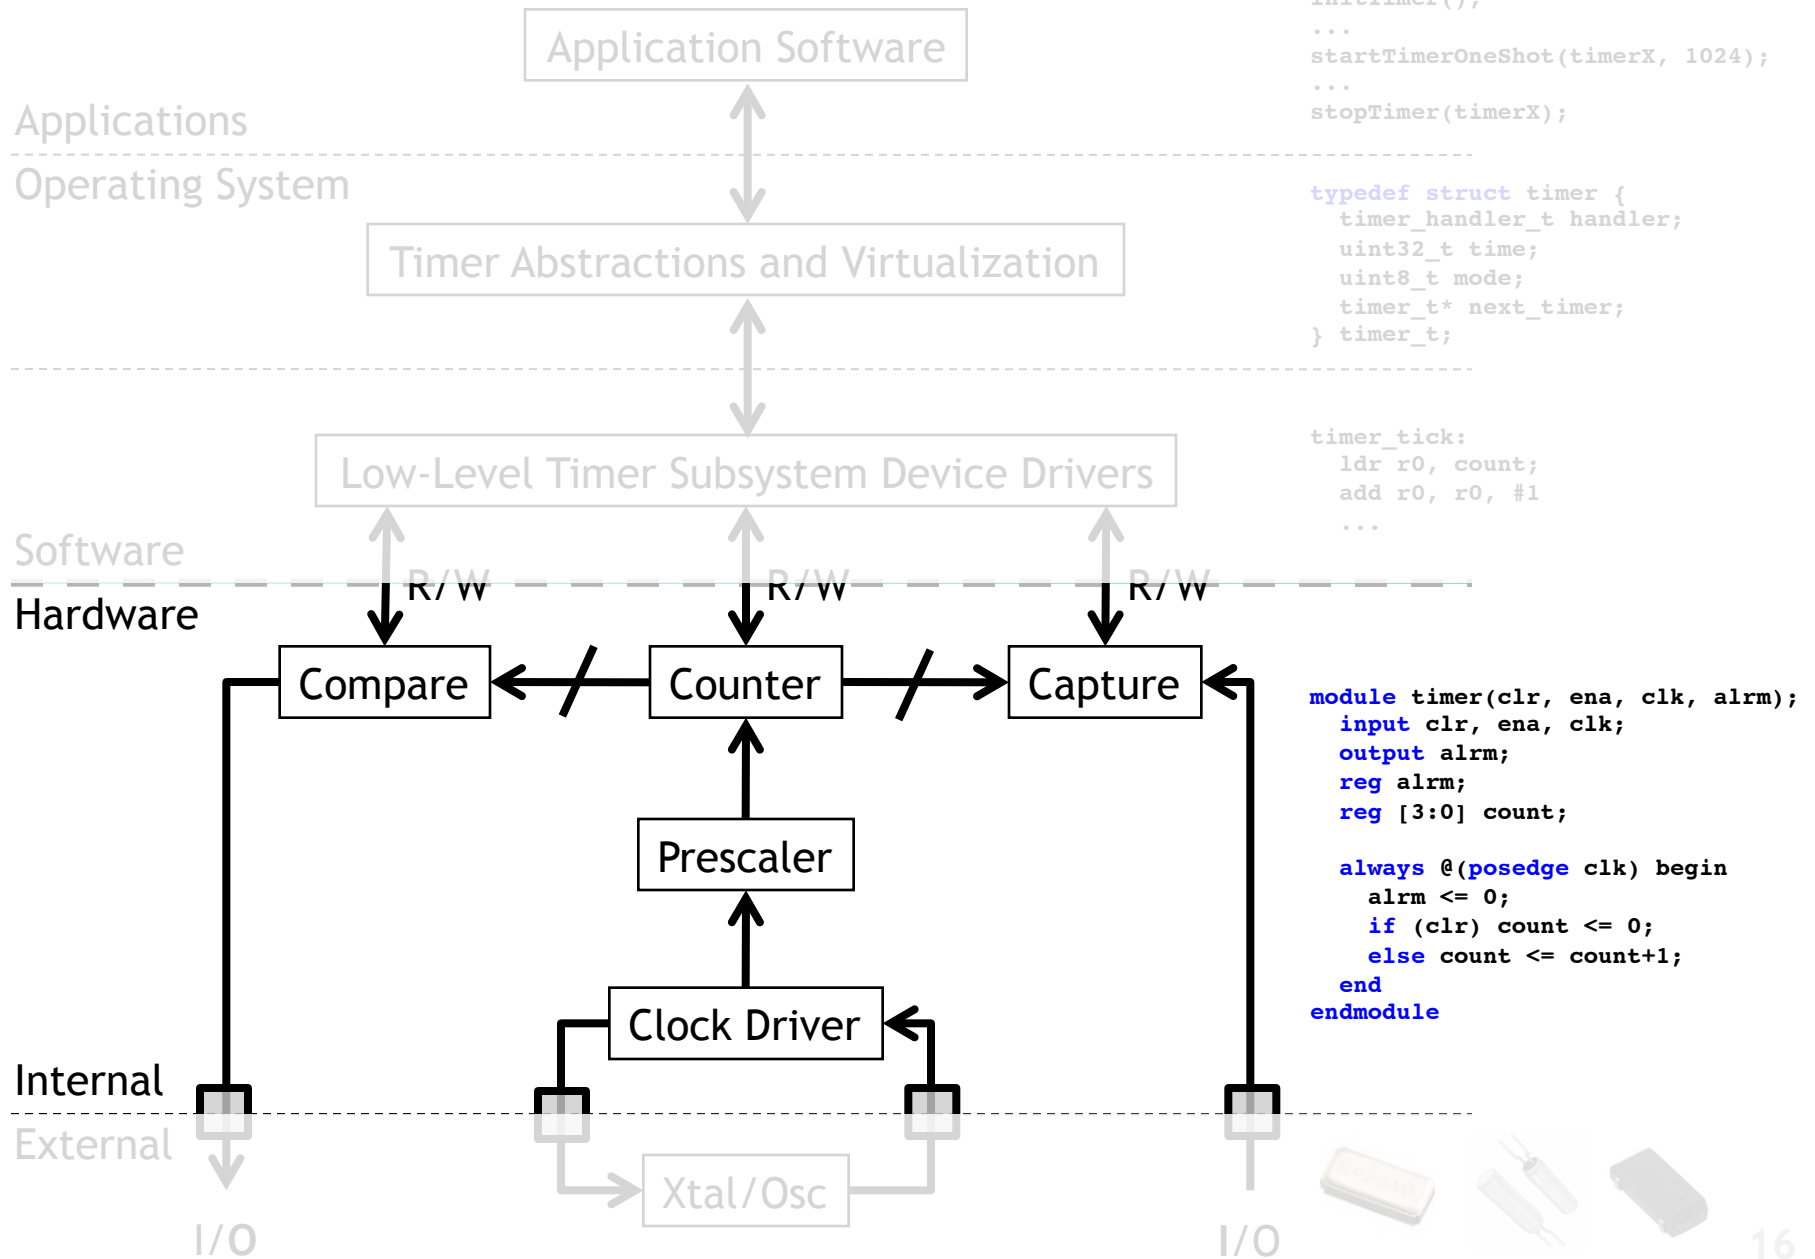 initTimer();
...
startTimerOneShot(timerX, 1024);
...
stopTimer(timerX);
Application Software
Applications
Operating System
Timer Abstractions and Virtualization
typedef struct timer {
  timer_handler_t handler;
  uint32_t time;
  uint8_t mode;
  timer_t* next_timer;
} timer_t;
Low-Level Timer Subsystem Device Drivers
timer_tick:
  ldr r0, count;
  add r0, r0, #1
  ...
Software
R/W
R/W
R/W
Hardware
Compare
Counter
Capture
Prescaler
Clock Driver
module timer(clr, ena, clk, alrm);
  input clr, ena, clk;
  output alrm;
  reg alrm;
  reg [3:0] count;
  always @(posedge clk) begin
    alrm <= 0;
    if (clr) count <= 0;
    else count <= count+1;
  end
endmodule
Internal
External
Xtal/Osc
I/O
I/O
16